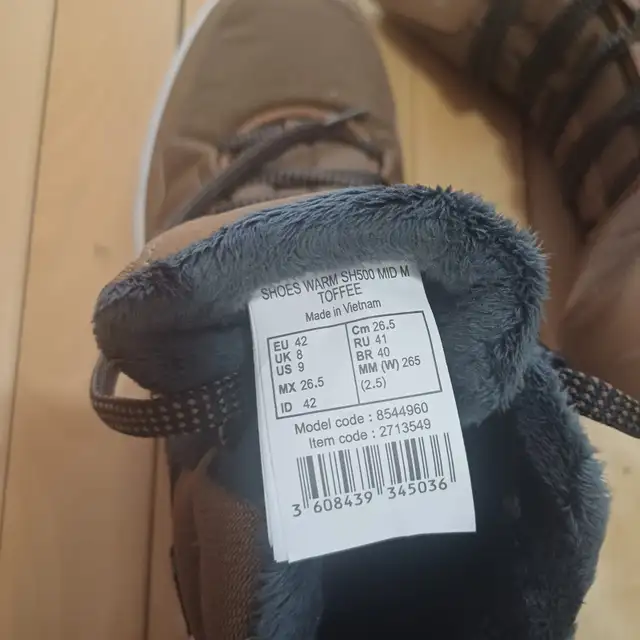 SHOES WARM SH500 MID M
TOFFEE
Made in Vietnam
EU 42
UK 8
US 9
MX 26.5
ID 42
Cm 26.5
RU 41
BR 40
MM (W) 265
(2.5)
Model code : 8544960
Item code : 2713549
3 608439 345036